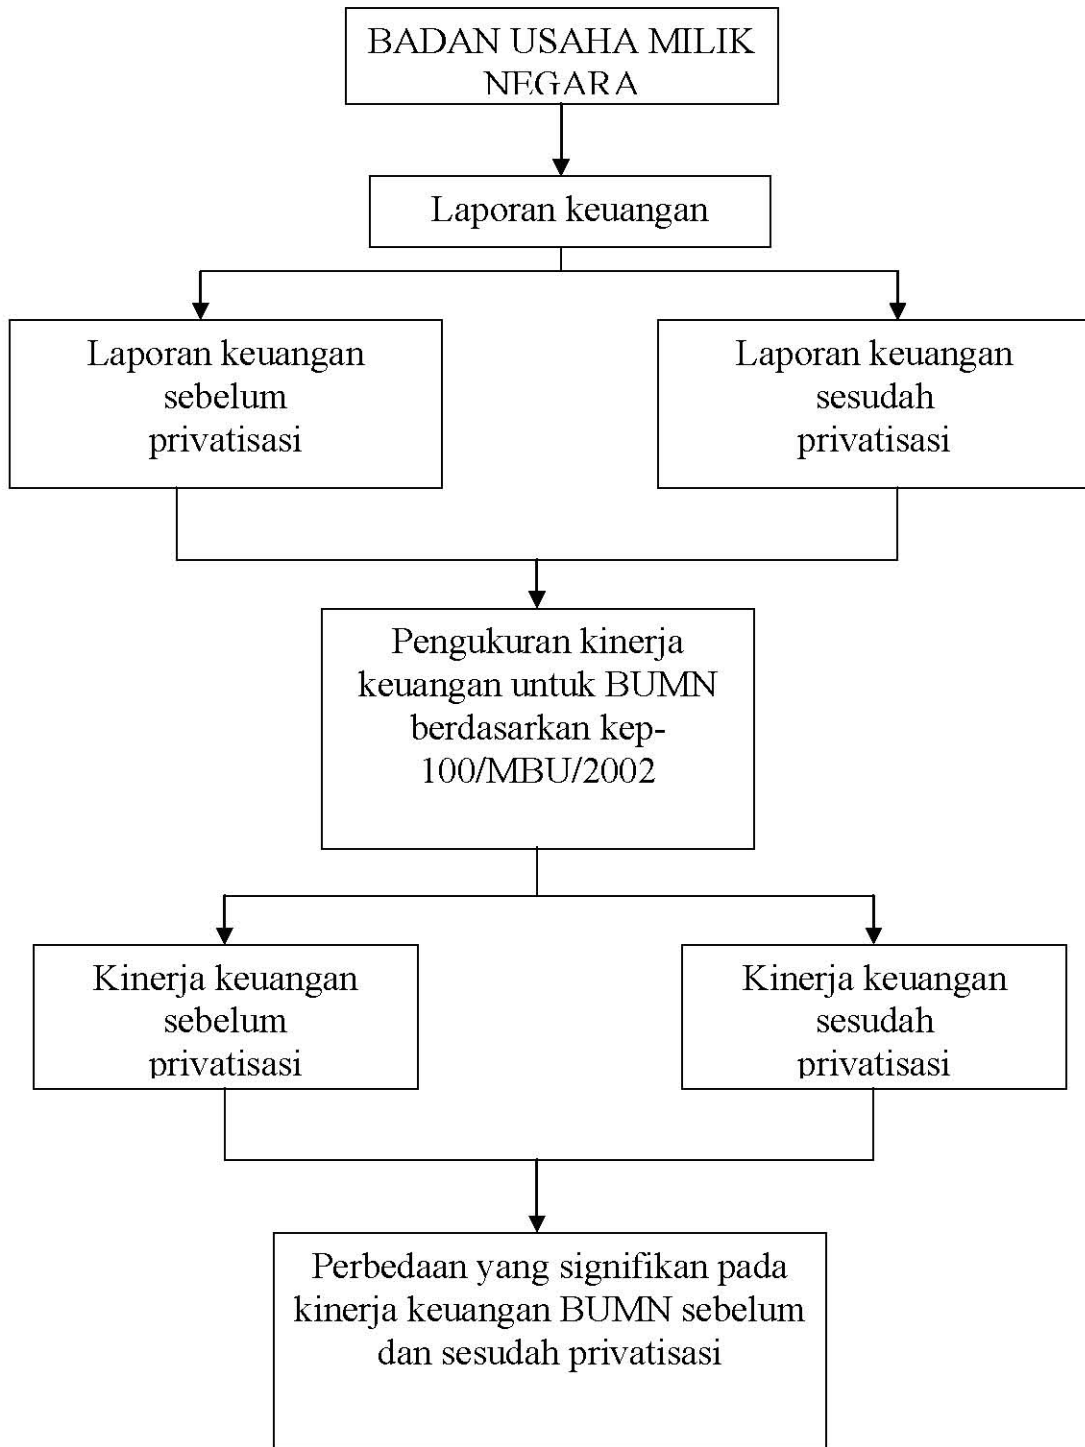 BADAN USAHA MILIK
NEGARA
Laporan keuangan
Laporan keuangan
sebelum
privatisasi
Laporan keuangan
sesudah
privatisasi
Pengukuran kinerja
keuangan untuk BUMN
berdasarkan kep-
100/MBU/2002
Kinerja keuangan
sebelum
privatisasi
Kinerja keuangan
sesudah
privatisasi
Perbedaan yang signifikan pada
kinerja keuangan BUMN sebelum
dan sesudah privatisasi